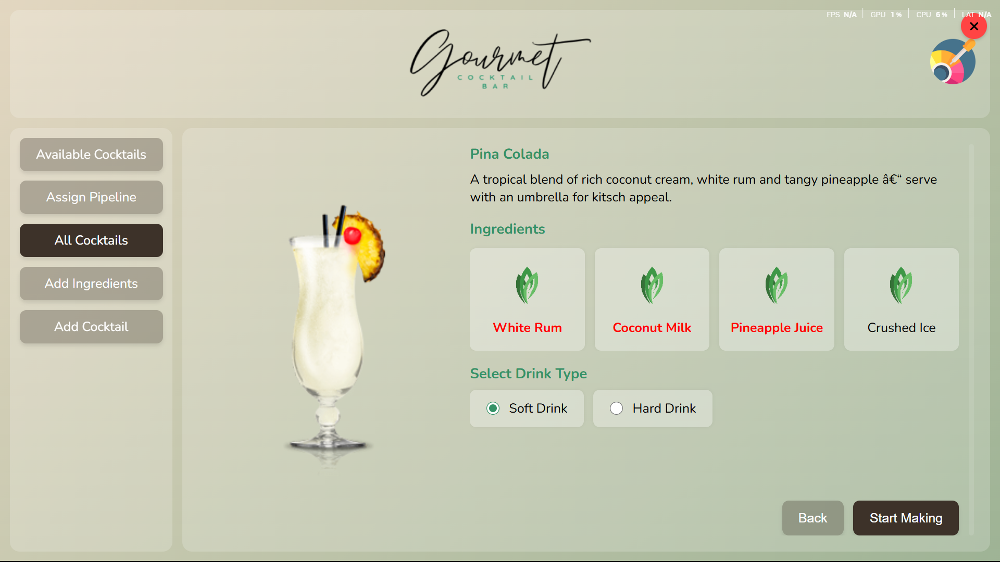 FPS N/A GPU 1 % CPU 6 % LAT N/A
Gourmet
COCKTAIL
BAR
Available Cocktails
Assign Pipeline
All Cocktails
Add Ingredients
Add Cocktail
Pina Colada
A tropical blend of rich coconut cream, white rum and tangy pineapple â€“ serve
with an umbrella for kitsch appeal.
Ingredients
White Rum
Coconut Milk
Pineapple Juice
Crushed Ice
Select Drink Type
Soft Drink
Hard Drink
Back
Start Making